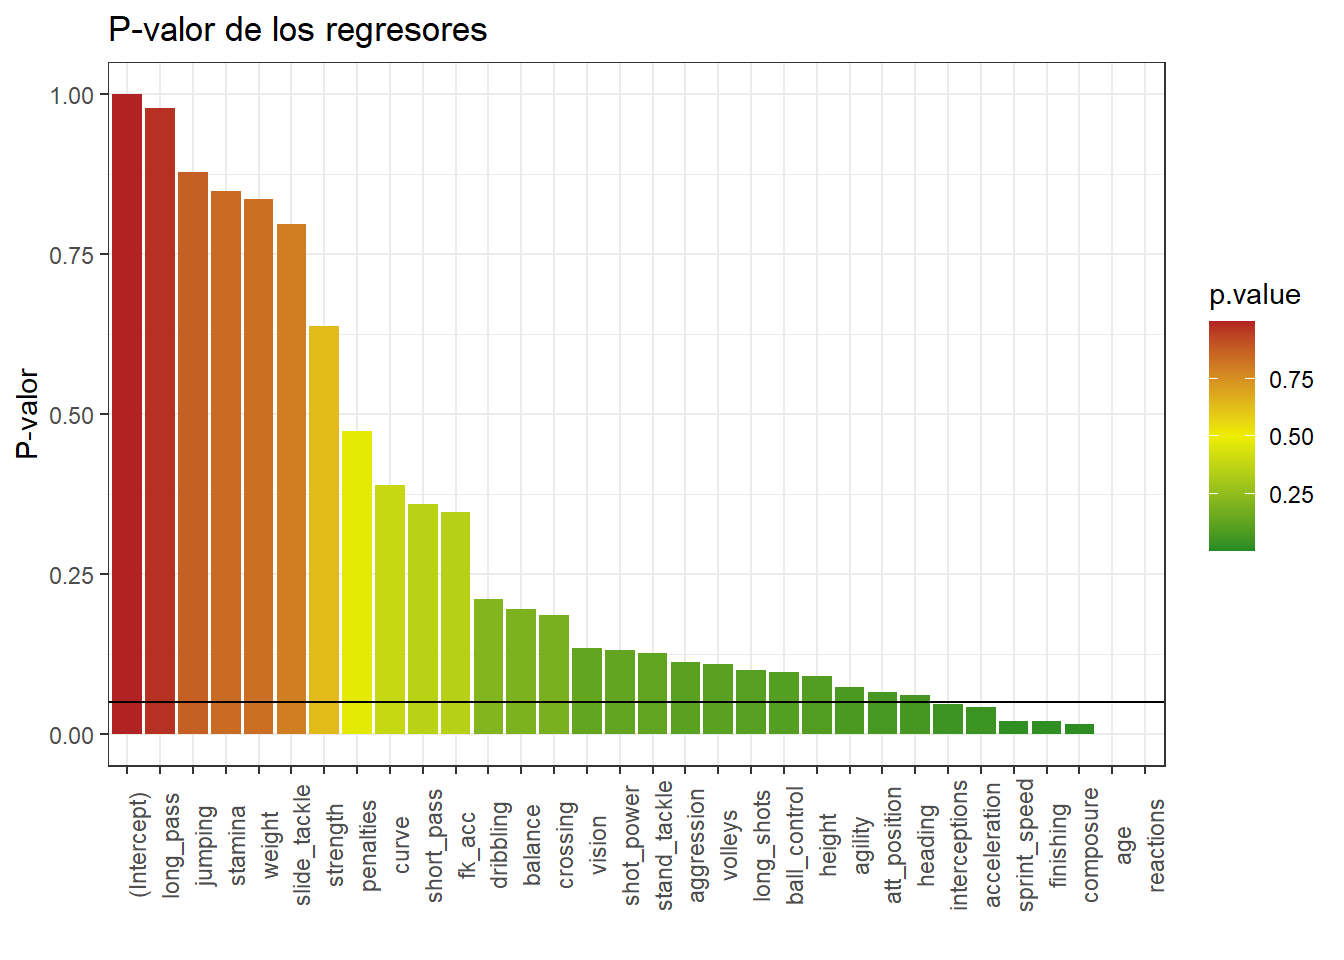 P-valor de los regresores
P-valor
1.00
0.75
0.50
0.25
0.00
(Intercept)
long_pass
jumping
stamina
weight
slide_tackle
strength
penalties
curve
short_pass
fk_acc
dribbling
balance
crossing
vision
shot_power
stand_tackle
aggression
volleys
long_shots
ball_control
height
agility
att_position
heading
interceptions
acceleration
sprint_speed
finishing
composure
age
reactions
p.value
0.75
0.50
0.25